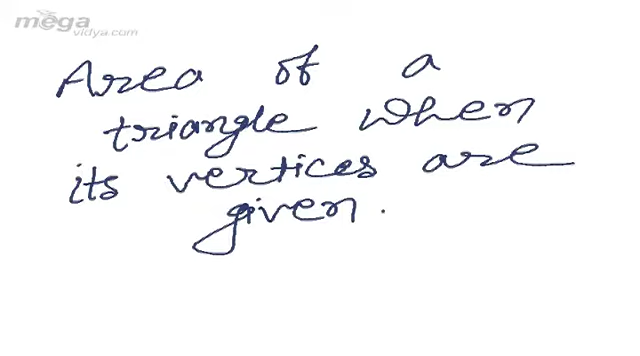 mega
vidya.com
Area of a
triangle when
its vertices are
given.